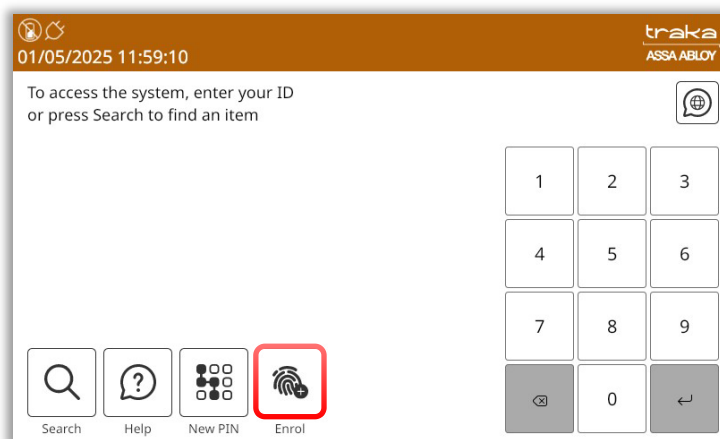 01/05/2025 11:59:10
traka
ASSA ABLOY
To access the system, enter your ID
or press Search to find an item
1 2 3
4 5 6
7 8 9
0
Search Help New PIN Enrol